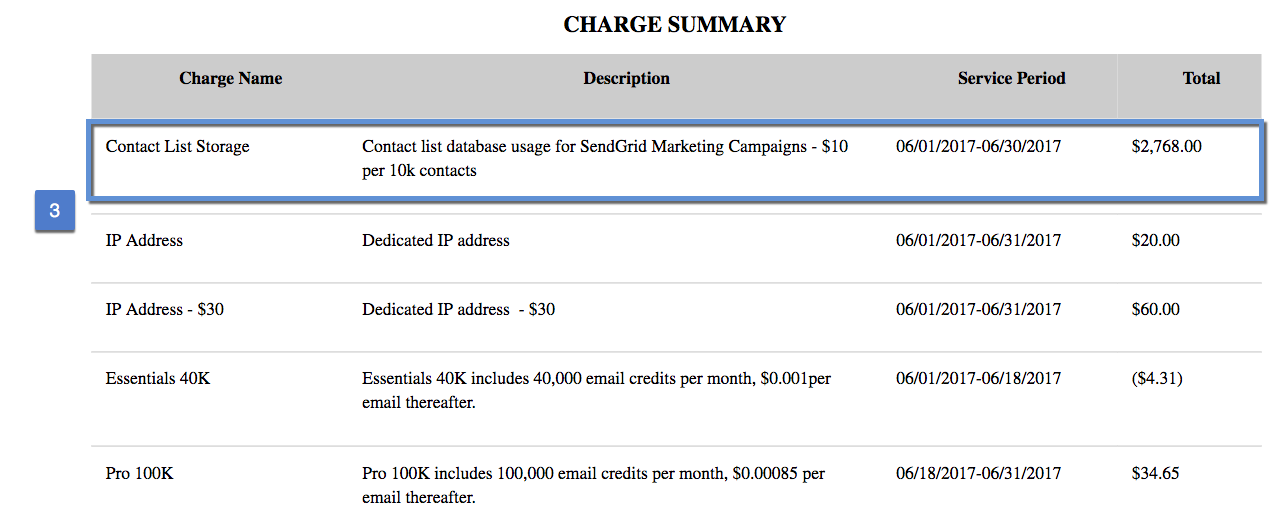 CHARGE SUMMARY
Charge Name Description Service Period Total
Contact List Storage Contact list database usage for SendGrid Marketing Campaigns - $10 06/01/2017-06/30/2017 $2,768.00
per 10k contacts
3
IP Address Dedicated IP address 06/01/2017-06/31/2017 $20.00
IP Address - $30 Dedicated IP address  - $30 06/01/2017-06/31/2017 $60.00
Essentials 40K Essentials 40K includes 40,000 email credits per month, $0.001per 06/01/2017-06/18/2017 ($4.31)
email thereafter.
Pro 100K Pro 100K includes 100,000 email credits per month, $0.00085 per 06/18/2017-06/31/2017 $34.65
email thereafter.